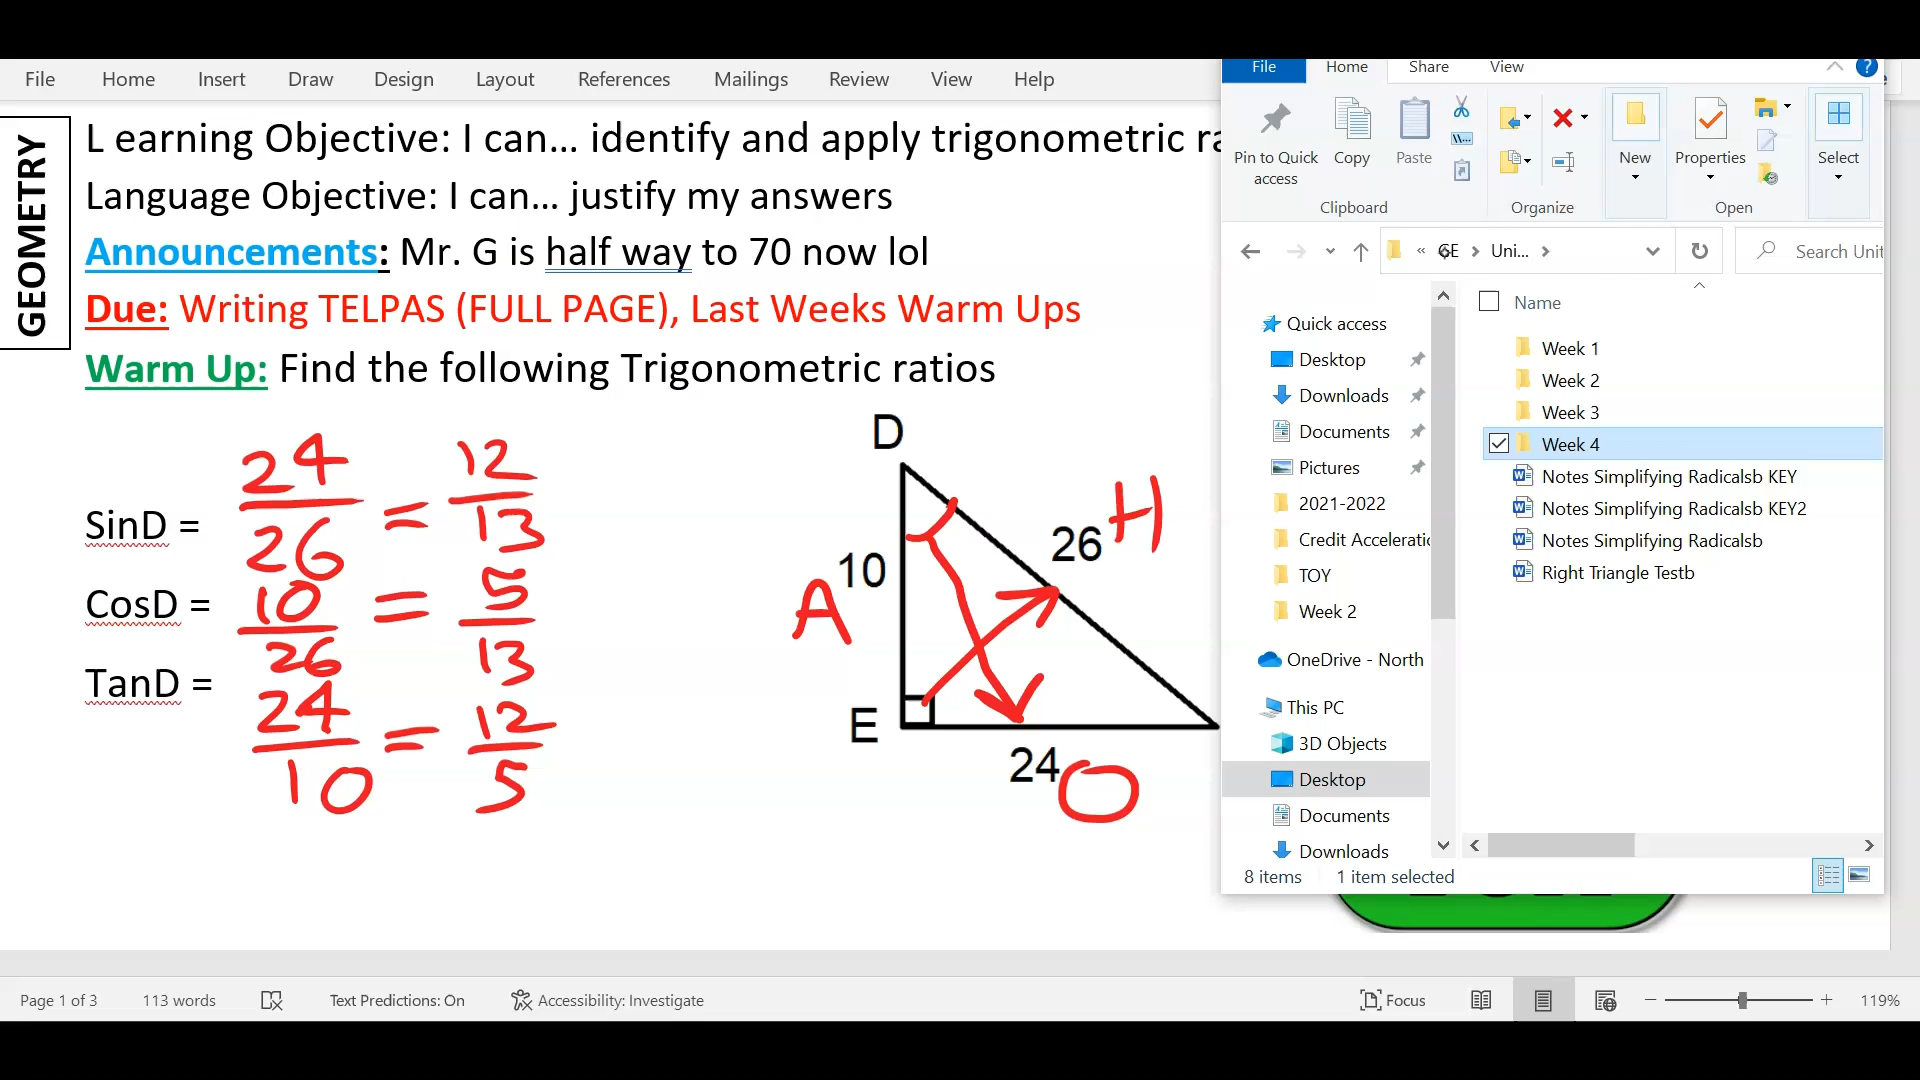 File Home Insert Draw Design Layout References Mailings Review View Help
GEOMETRY
L earning Objective: I can... identify and apply trigonometric
Language Objective: I can... justify my answers
Announcements: Mr. G is half way to 70 now lol
Due: Writing TELPAS (FULL PAGE), Last Weeks Warm Ups
Warm Up: Find the following Trigonometric ratios
SinD = 24/26 = 12/13
CosD = 10/26 = 5/13
TanD = 24/10 = 12/5
D
26 H
10
A
E
24 O
File Home Share View
?
Pin to Quick access
Copy
Paste
New
Properties
Select
Clipboard Organize Open
« GE > Uni... >
Search Unit
Name
Quick access
Desktop
Downloads
Documents
Pictures
2021-2022
Credit Acceleratic
TOY
Week 2
OneDrive - North
This PC
3D Objects
Desktop
Documents
Downloads
Week 1
Week 2
Week 3
Week 4
Notes Simplifying Radicalsb KEY
Notes Simplifying Radicalsb KEY2
Notes Simplifying Radicalsb
Right Triangle Testb
8 items 1 item selected
Page 1 of 3 113 words Text Predictions: On Accessibility: Investigate Focus 119%